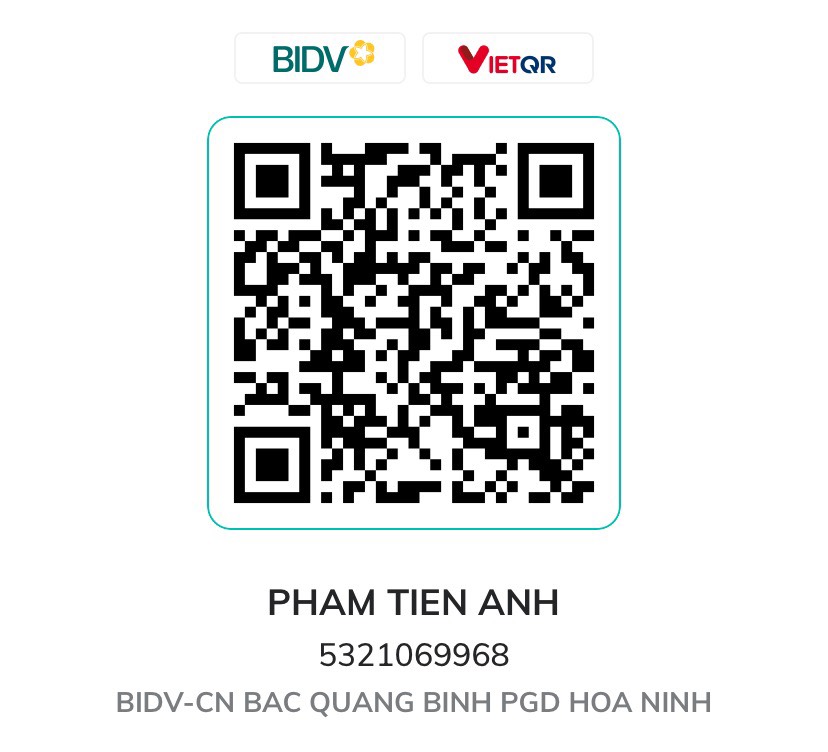 BIDV VIETQR
PHAM TIEN ANH
5321069968
BIDV-CN BAC QUANG BINH PGD HOA NINH